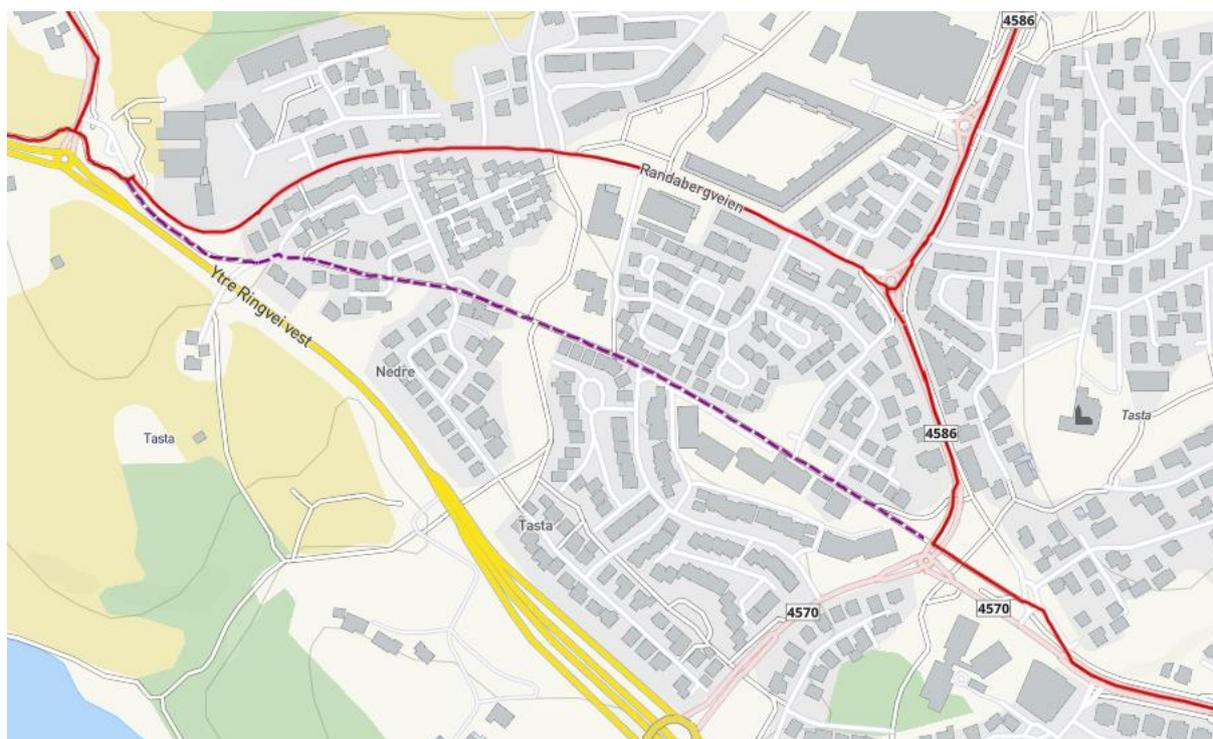 4586
Randabergveien
Ytre Ringvei vest
Nedre
Tasta
Tasta
4586
Tasta
4570
4570